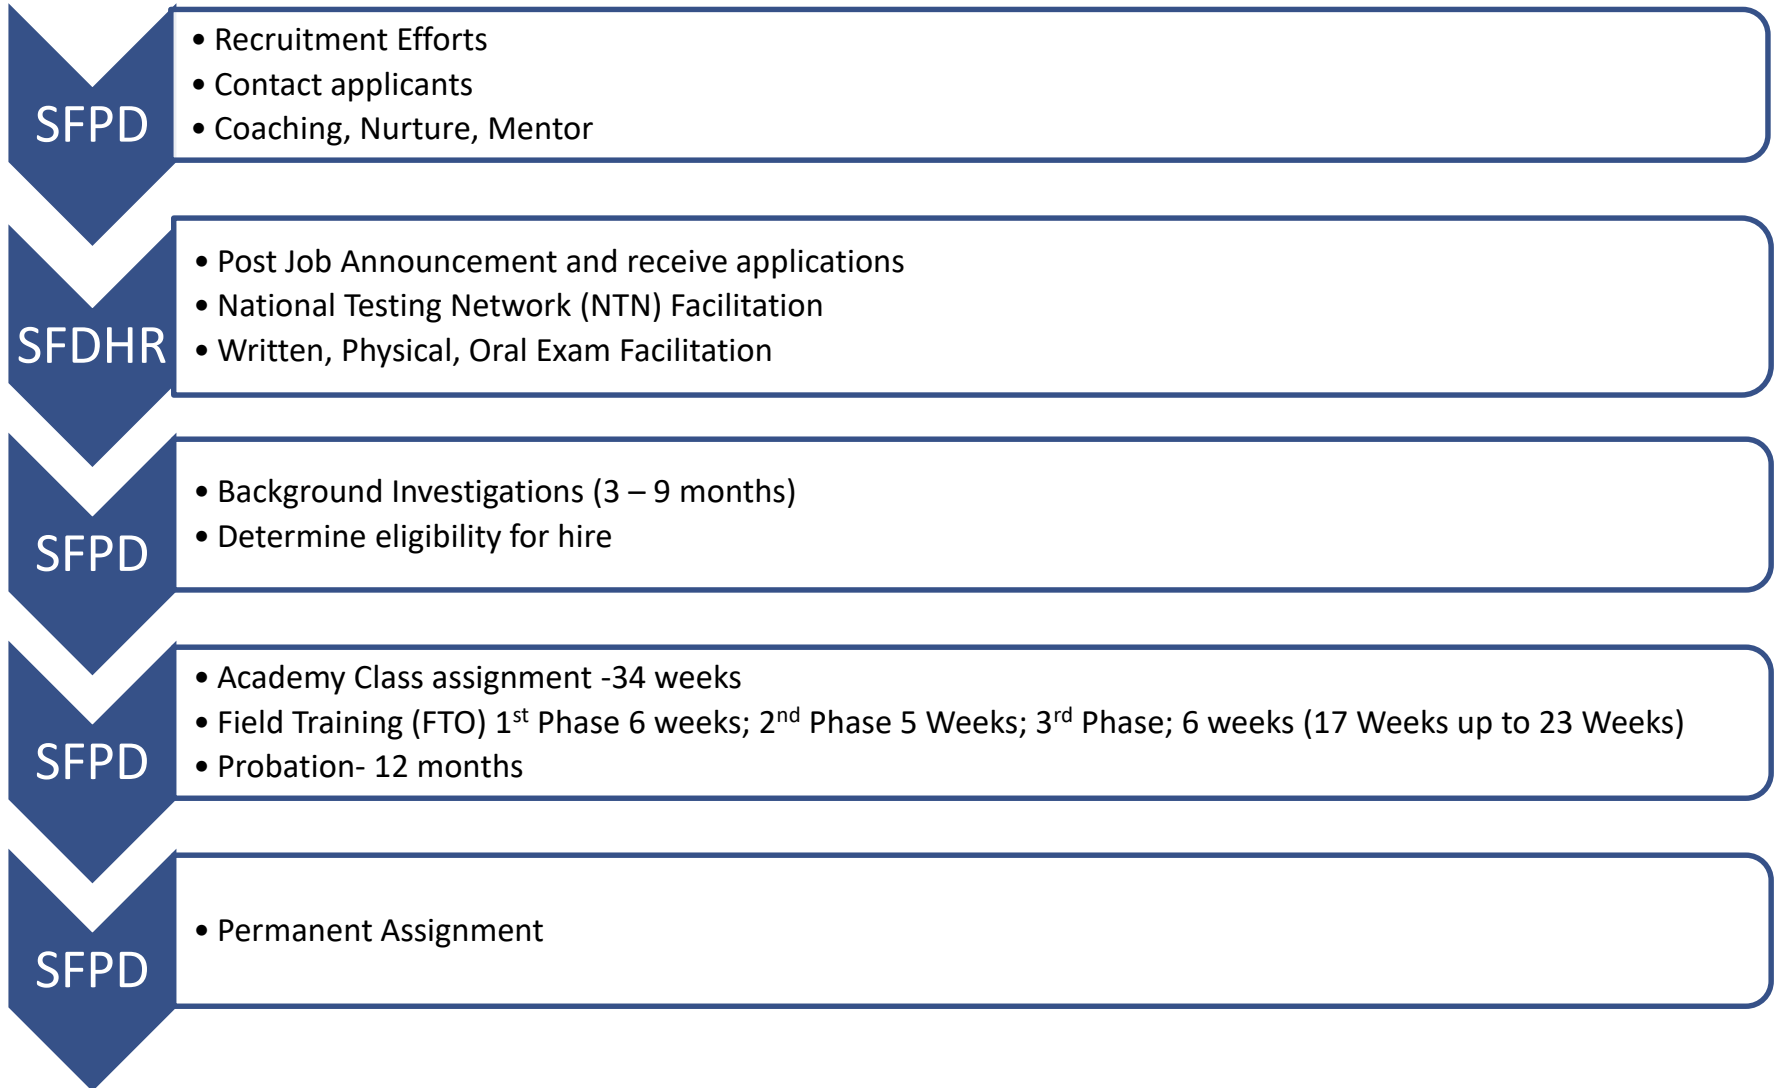 SFPD
• Recruitment Efforts
• Contact applicants
• Coaching, Nurture, Mentor
SFDHR
• Post Job Announcement and receive applications
• National Testing Network (NTN) Facilitation
• Written, Physical, Oral Exam Facilitation
SFPD
• Background Investigations (3 – 9 months)
• Determine eligibility for hire
SFPD
• Academy Class assignment -34 weeks
• Field Training (FTO) 1st Phase 6 weeks; 2nd Phase 5 Weeks; 3rd Phase; 6 weeks (17 Weeks up to 23 Weeks)
• Probation- 12 months
SFPD
• Permanent Assignment